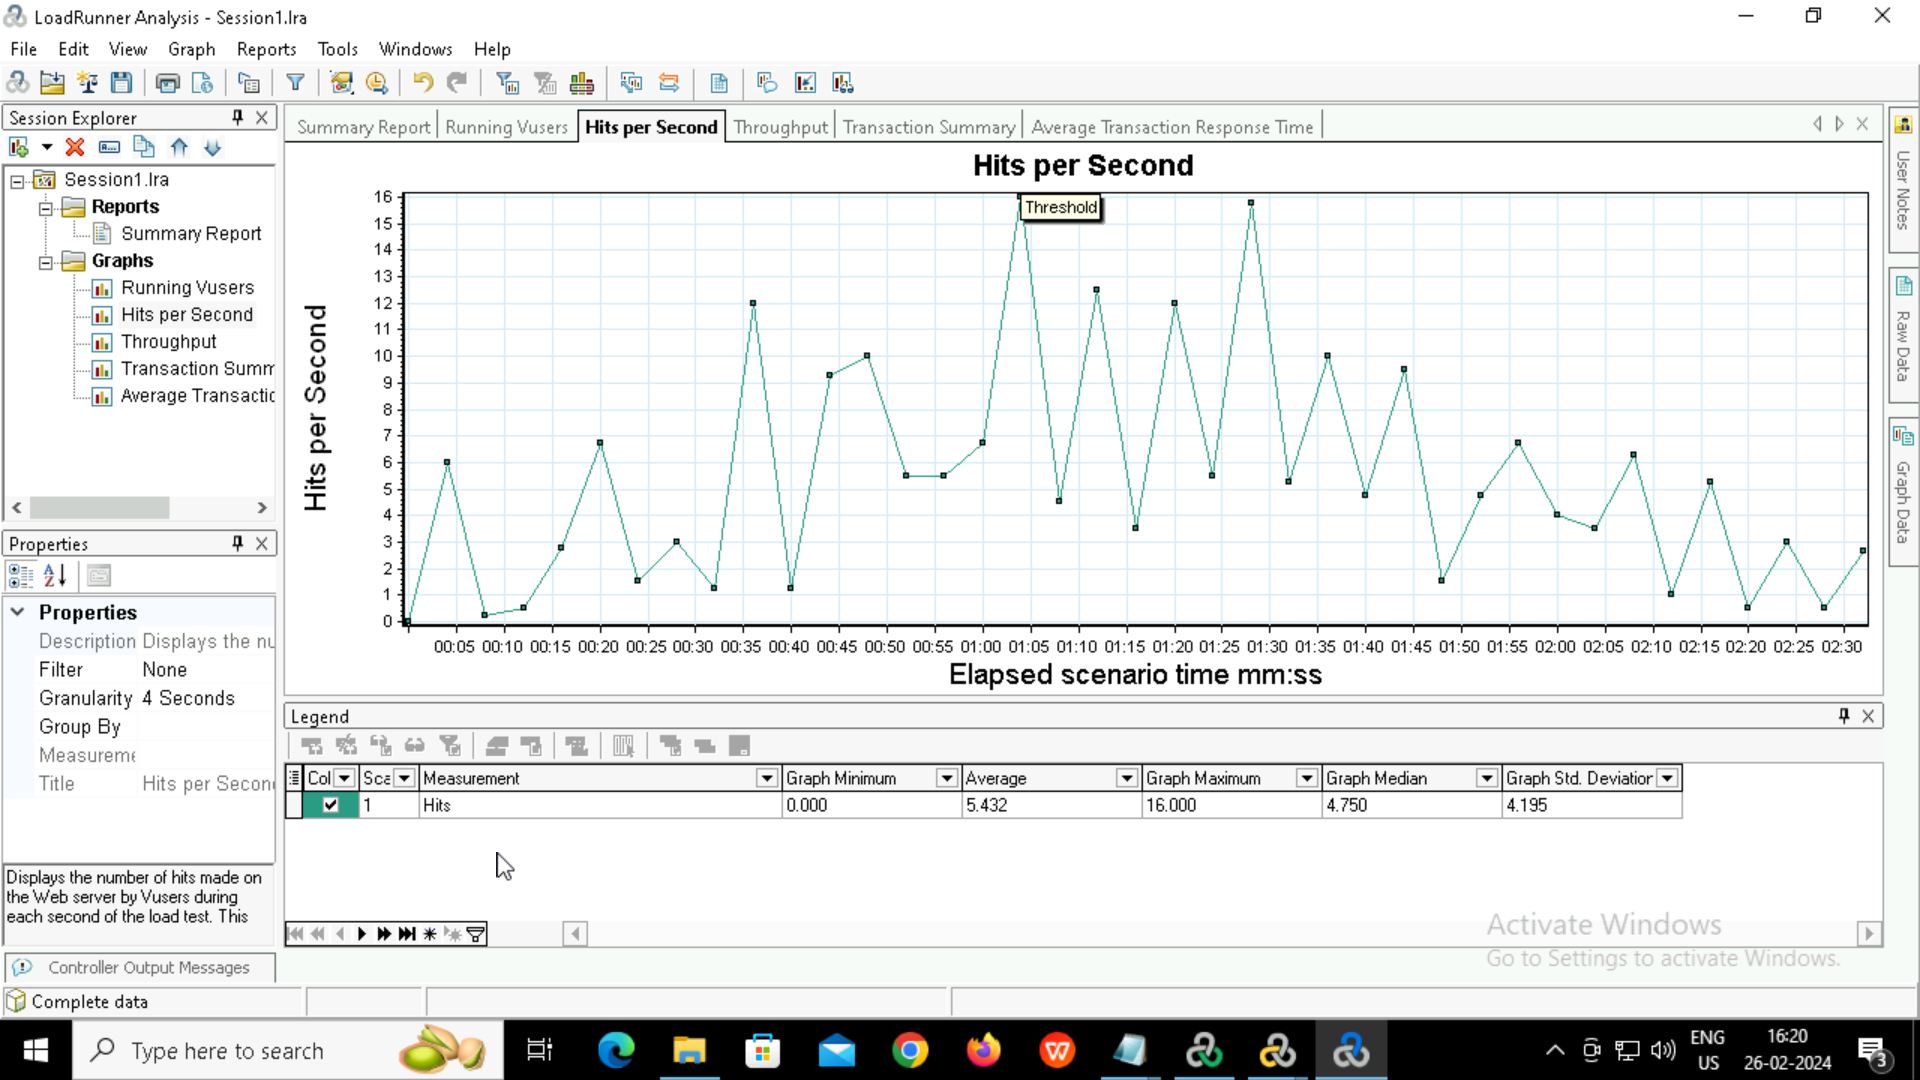 LoadRunner Analysis - Session1.lra
File Edit View Graph Reports Tools Windows Help
Session Explorer
Session1.lra
Reports
Summary Report
Graphs
Running Vusers
Hits per Second
Throughput
Transaction Summ
Average Transactic
Properties
Properties
Description Displays the nu
Filter None
Granularity 4 Seconds
Group By
Measureme
Title Hits per Secon
Displays the number of hits made on
the Web server by Vusers during
each second of the load test. This
Controller Output Messages
Complete data
Summary Report Running Vusers Hits per Second Throughput Transaction Summary Average Transaction Response Time
Hits per Second
Threshold
Hits per Second
16
15
14
13
12
11
10
9
8
7
6
5
4
3
2
1
0
00:05 00:10 00:15 00:20 00:25 00:30 00:35 00:40 00:45 00:50 00:55 01:00 01:05 01:10 01:15 01:20 01:25 01:30 01:35 01:40 01:45 01:50 01:55 02:00 02:05 02:10 02:15 02:20 02:25 02:30
Elapsed scenario time mm:ss
User Notes
Raw Data
Graph Data
Legend
Col Sca Measurement Graph Minimum Average Graph Maximum Graph Median Graph Std. Deviation
1 Hits 0.000 5.432 16.000 4.750 4.195
Activate Windows
Go to Settings to activate Windows.
Type here to search
ENG
US
16:20
26-02-2024
3